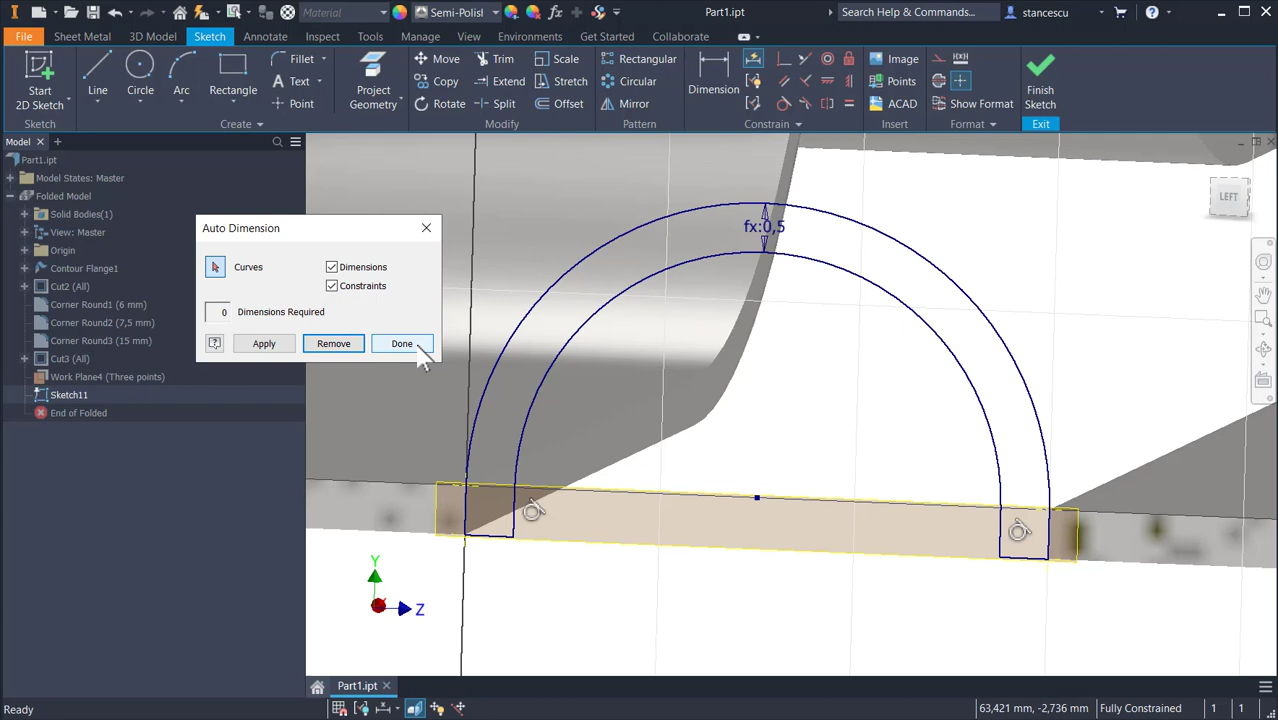 Material
Semi-Polish
Part1.ipt
Search Help & Commands...
stancescu
File
Sheet Metal
3D Model
Sketch
Annotate
Inspect
Tools
Manage
View
Environments
Get Started
Collaborate
Start
2D Sketch
Line
Circle
Arc
Rectangle
Fillet
Text
Point
Project
Geometry
Move
Copy
Rotate
Trim
Extend
Split
Scale
Stretch
Offset
Rectangular
Circular
Mirror
Dimension
Image
Points
ACAD
Show Format
Finish
Sketch
Sketch
Create
Modify
Pattern
Constrain
Insert
Format
Exit
Model
Part1.ipt
Model States: Master
Folded Model
Solid Bodies(1)
View: Master
Origin
Contour Flange1
Cut2 (All)
Corner Round1 (6 mm)
Corner Round2 (7,5 mm)
Corner Round3 (15 mm)
Cut3 (All)
Work Plane4 (Three points)
Sketch11
End of Folded
Auto Dimension
Curves
Dimensions
Constraints
0 Dimensions Required
Apply
Remove
Done
fx:0,5
LEFT
Y
Z
Part1.ipt
Ready
63,421 mm, -2,736 mm
Fully Constrained
1
1